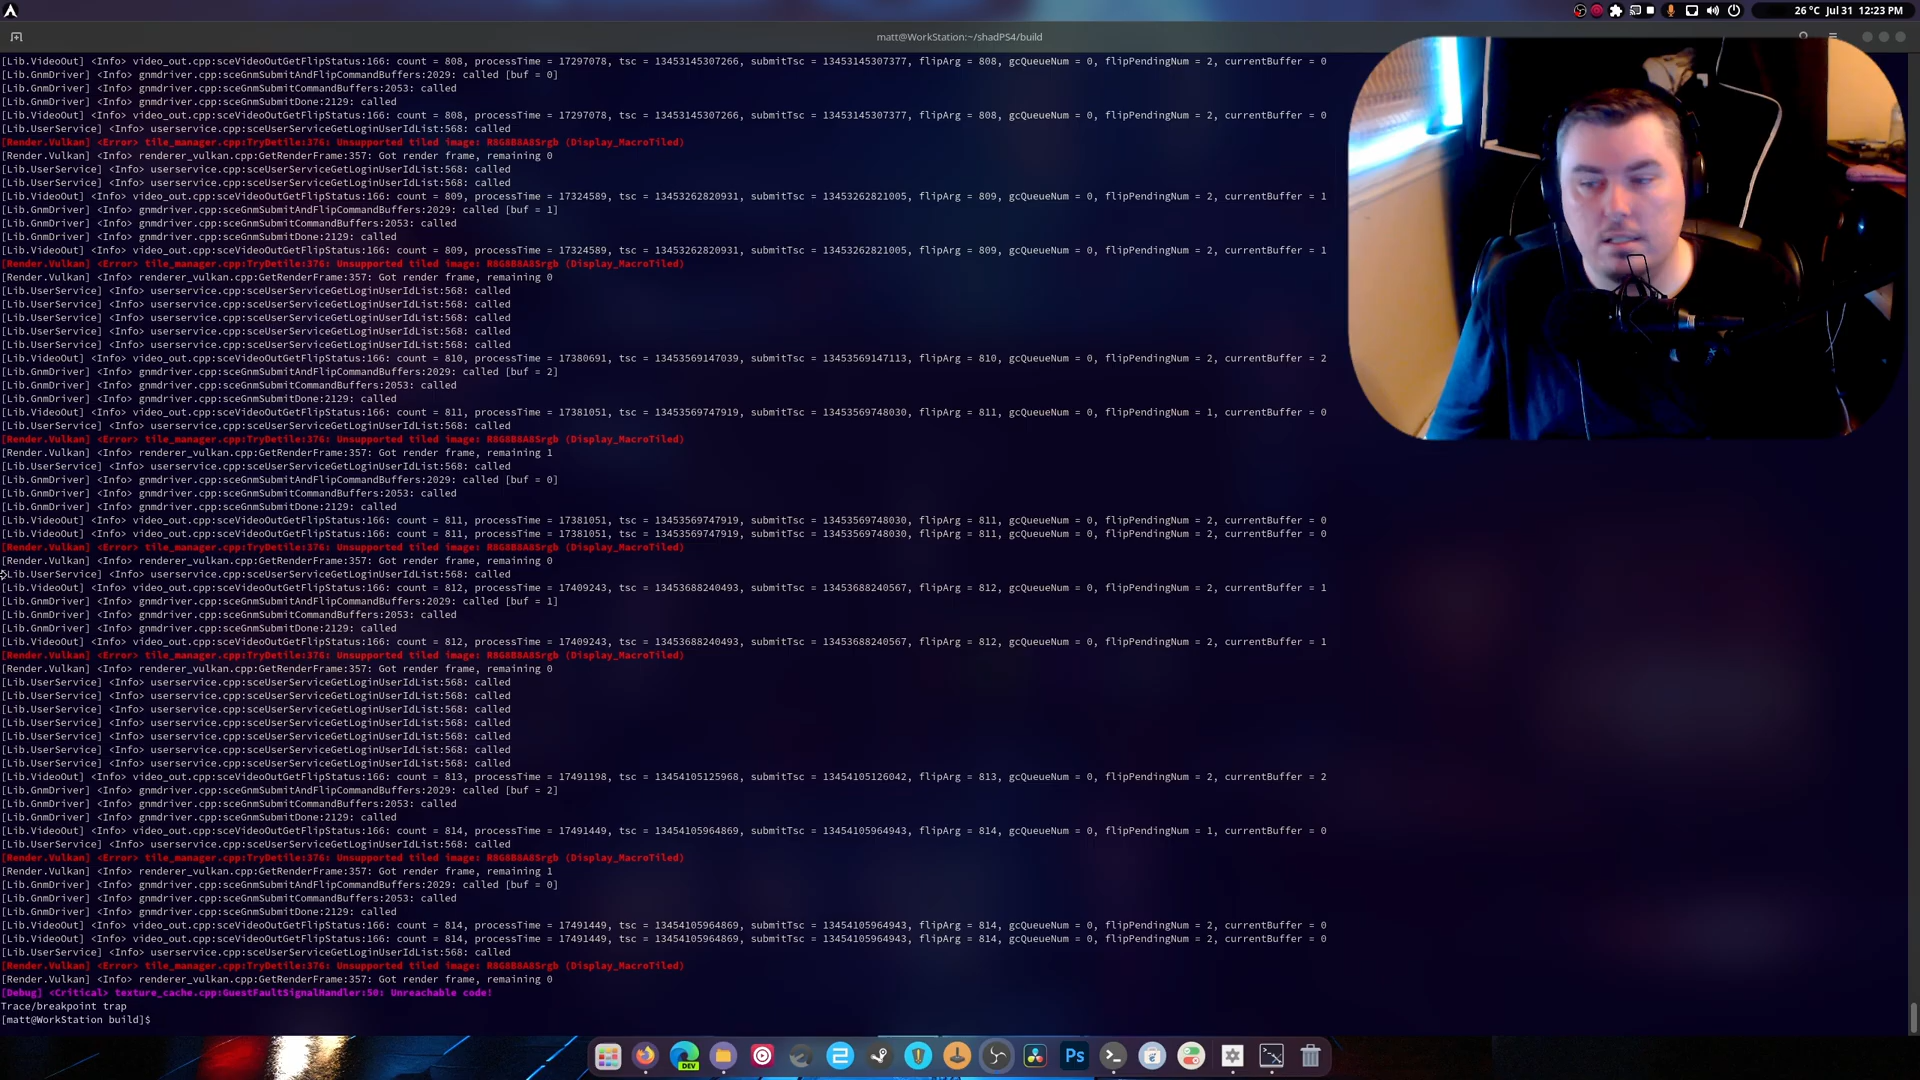 26°C Jul 31 12:23 PM
matt@WorkStation:~/shadPS4/build
[Lib.VideoOut] <Info> video_out.cpp:sceVideoOutGetFlipStatus:166: count = 808, processTime = 17297078, tsc = 13453145307266, submitTsc = 13453145307377, flipArg = 808, gcQueueNum = 0, flipPendingNum = 2, currentBuffer = 0
[Lib.GnmDriver] <Info> gnmdriver.cpp:sceGnmSubmitAndFlipCommandBuffers:2029: called [buf = 0]
[Lib.GnmDriver] <Info> gnmdriver.cpp:sceGnmSubmitCommandBuffers:2053: called
[Lib.GnmDriver] <Info> gnmdriver.cpp:sceGnmSubmitDone:2129: called
[Lib.VideoOut] <Info> video_out.cpp:sceVideoOutGetFlipStatus:166: count = 808, processTime = 17297078, tsc = 13453145307266, submitTsc = 13453145307377, flipArg = 808, gcQueueNum = 0, flipPendingNum = 2, currentBuffer = 0
[Lib.UserService] <Info> userservice.cpp:sceUserServiceGetLoginUserIdList:568: called
[Render.Vulkan] <Error> tile_manager.cpp:TryDetile:376: Unsupported tiled image: R8G8B8A8Srgb (Display_MacroTiled)
[Render.Vulkan] <Info> renderer_vulkan.cpp:GetRenderFrame:357: Got render frame, remaining 0
[Lib.UserService] <Info> userservice.cpp:sceUserServiceGetLoginUserIdList:568: called
[Lib.UserService] <Info> userservice.cpp:sceUserServiceGetLoginUserIdList:568: called
[Lib.VideoOut] <Info> video_out.cpp:sceVideoOutGetFlipStatus:166: count = 809, processTime = 17324589, tsc = 13453262820931, submitTsc = 13453262821005, flipArg = 809, gcQueueNum = 0, flipPendingNum = 2, currentBuffer = 1
[Lib.GnmDriver] <Info> gnmdriver.cpp:sceGnmSubmitAndFlipCommandBuffers:2029: called [buf = 1]
[Lib.GnmDriver] <Info> gnmdriver.cpp:sceGnmSubmitCommandBuffers:2053: called
[Lib.GnmDriver] <Info> gnmdriver.cpp:sceGnmSubmitDone:2129: called
[Lib.VideoOut] <Info> video_out.cpp:sceVideoOutGetFlipStatus:166: count = 809, processTime = 17324589, tsc = 13453262820931, submitTsc = 13453262821005, flipArg = 809, gcQueueNum = 0, flipPendingNum = 2, currentBuffer = 1
[Render.Vulkan] <Error> tile_manager.cpp:TryDetile:376: Unsupported tiled image: R8G8B8A8Srgb (Display_MacroTiled)
[Render.Vulkan] <Info> renderer_vulkan.cpp:GetRenderFrame:357: Got render frame, remaining 0
[Lib.UserService] <Info> userservice.cpp:sceUserServiceGetLoginUserIdList:568: called
[Lib.UserService] <Info> userservice.cpp:sceUserServiceGetLoginUserIdList:568: called
[Lib.UserService] <Info> userservice.cpp:sceUserServiceGetLoginUserIdList:568: called
[Lib.UserService] <Info> userservice.cpp:sceUserServiceGetLoginUserIdList:568: called
[Lib.UserService] <Info> userservice.cpp:sceUserServiceGetLoginUserIdList:568: called
[Lib.VideoOut] <Info> video_out.cpp:sceVideoOutGetFlipStatus:166: count = 810, processTime = 17380691, tsc = 13453569147039, submitTsc = 13453569147113, flipArg = 810, gcQueueNum = 0, flipPendingNum = 2, currentBuffer = 2
[Lib.GnmDriver] <Info> gnmdriver.cpp:sceGnmSubmitAndFlipCommandBuffers:2029: called [buf = 2]
[Lib.GnmDriver] <Info> gnmdriver.cpp:sceGnmSubmitCommandBuffers:2053: called
[Lib.GnmDriver] <Info> gnmdriver.cpp:sceGnmSubmitDone:2129: called
[Lib.VideoOut] <Info> video_out.cpp:sceVideoOutGetFlipStatus:166: count = 811, processTime = 17381051, tsc = 13453569747919, submitTsc = 13453569748030, flipArg = 811, gcQueueNum = 0, flipPendingNum = 1, currentBuffer = 0
[Lib.UserService] <Info> userservice.cpp:sceUserServiceGetLoginUserIdList:568: called
[Render.Vulkan] <Error> tile_manager.cpp:TryDetile:376: Unsupported tiled image: R8G8B8A8Srgb (Display_MacroTiled)
[Render.Vulkan] <Info> renderer_vulkan.cpp:GetRenderFrame:357: Got render frame, remaining 1
[Lib.UserService] <Info> userservice.cpp:sceUserServiceGetLoginUserIdList:568: called
[Lib.GnmDriver] <Info> gnmdriver.cpp:sceGnmSubmitAndFlipCommandBuffers:2029: called [buf = 0]
[Lib.GnmDriver] <Info> gnmdriver.cpp:sceGnmSubmitCommandBuffers:2053: called
[Lib.GnmDriver] <Info> gnmdriver.cpp:sceGnmSubmitDone:2129: called
[Lib.VideoOut] <Info> video_out.cpp:sceVideoOutGetFlipStatus:166: count = 811, processTime = 17381051, tsc = 13453569747919, submitTsc = 13453569748030, flipArg = 811, gcQueueNum = 0, flipPendingNum = 2, currentBuffer = 0
[Lib.VideoOut] <Info> video_out.cpp:sceVideoOutGetFlipStatus:166: count = 811, processTime = 17381051, tsc = 13453569747919, submitTsc = 13453569748030, flipArg = 811, gcQueueNum = 0, flipPendingNum = 2, currentBuffer = 0
[Render.Vulkan] <Error> tile_manager.cpp:TryDetile:376: Unsupported tiled image: R8G8B8A8Srgb (Display_MacroTiled)
[Render.Vulkan] <Info> renderer_vulkan.cpp:GetRenderFrame:357: Got render frame, remaining 0
[Lib.UserService] <Info> userservice.cpp:sceUserServiceGetLoginUserIdList:568: called
[Lib.VideoOut] <Info> video_out.cpp:sceVideoOutGetFlipStatus:166: count = 812, processTime = 17409243, tsc = 13453688240493, submitTsc = 13453688240567, flipArg = 812, gcQueueNum = 0, flipPendingNum = 2, currentBuffer = 1
[Lib.GnmDriver] <Info> gnmdriver.cpp:sceGnmSubmitAndFlipCommandBuffers:2029: called [buf = 1]
[Lib.GnmDriver] <Info> gnmdriver.cpp:sceGnmSubmitCommandBuffers:2053: called
[Lib.GnmDriver] <Info> gnmdriver.cpp:sceGnmSubmitDone:2129: called
[Lib.VideoOut] <Info> video_out.cpp:sceVideoOutGetFlipStatus:166: count = 812, processTime = 17409243, tsc = 13453688240493, submitTsc = 13453688240567, flipArg = 812, gcQueueNum = 0, flipPendingNum = 2, currentBuffer = 1
[Render.Vulkan] <Error> tile_manager.cpp:TryDetile:376: Unsupported tiled image: R8G8B8A8Srgb (Display_MacroTiled)
[Render.Vulkan] <Info> renderer_vulkan.cpp:GetRenderFrame:357: Got render frame, remaining 0
[Lib.UserService] <Info> userservice.cpp:sceUserServiceGetLoginUserIdList:568: called
[Lib.UserService] <Info> userservice.cpp:sceUserServiceGetLoginUserIdList:568: called
[Lib.UserService] <Info> userservice.cpp:sceUserServiceGetLoginUserIdList:568: called
[Lib.UserService] <Info> userservice.cpp:sceUserServiceGetLoginUserIdList:568: called
[Lib.UserService] <Info> userservice.cpp:sceUserServiceGetLoginUserIdList:568: called
[Lib.UserService] <Info> userservice.cpp:sceUserServiceGetLoginUserIdList:568: called
[Lib.UserService] <Info> userservice.cpp:sceUserServiceGetLoginUserIdList:568: called
[Lib.VideoOut] <Info> video_out.cpp:sceVideoOutGetFlipStatus:166: count = 813, processTime = 17491198, tsc = 13454105125968, submitTsc = 13454105126042, flipArg = 813, gcQueueNum = 0, flipPendingNum = 2, currentBuffer = 2
[Lib.GnmDriver] <Info> gnmdriver.cpp:sceGnmSubmitAndFlipCommandBuffers:2029: called [buf = 2]
[Lib.GnmDriver] <Info> gnmdriver.cpp:sceGnmSubmitCommandBuffers:2053: called
[Lib.GnmDriver] <Info> gnmdriver.cpp:sceGnmSubmitDone:2129: called
[Lib.VideoOut] <Info> video_out.cpp:sceVideoOutGetFlipStatus:166: count = 814, processTime = 17491449, tsc = 13454105964869, submitTsc = 13454105964943, flipArg = 814, gcQueueNum = 0, flipPendingNum = 1, currentBuffer = 0
[Lib.UserService] <Info> userservice.cpp:sceUserServiceGetLoginUserIdList:568: called
[Render.Vulkan] <Error> tile_manager.cpp:TryDetile:376: Unsupported tiled image: R8G8B8A8Srgb (Display_MacroTiled)
[Render.Vulkan] <Info> renderer_vulkan.cpp:GetRenderFrame:357: Got render frame, remaining 1
[Lib.GnmDriver] <Info> gnmdriver.cpp:sceGnmSubmitAndFlipCommandBuffers:2029: called [buf = 0]
[Lib.GnmDriver] <Info> gnmdriver.cpp:sceGnmSubmitCommandBuffers:2053: called
[Lib.GnmDriver] <Info> gnmdriver.cpp:sceGnmSubmitDone:2129: called
[Lib.VideoOut] <Info> video_out.cpp:sceVideoOutGetFlipStatus:166: count = 814, processTime = 17491449, tsc = 13454105964869, submitTsc = 13454105964943, flipArg = 814, gcQueueNum = 0, flipPendingNum = 2, currentBuffer = 0
[Lib.VideoOut] <Info> video_out.cpp:sceVideoOutGetFlipStatus:166: count = 814, processTime = 17491449, tsc = 13454105964869, submitTsc = 13454105964943, flipArg = 814, gcQueueNum = 0, flipPendingNum = 2, currentBuffer = 0
[Lib.UserService] <Info> userservice.cpp:sceUserServiceGetLoginUserIdList:568: called
[Render.Vulkan] <Error> tile_manager.cpp:TryDetile:376: Unsupported tiled image: R8G8B8A8Srgb (Display_MacroTiled)
[Render.Vulkan] <Info> renderer_vulkan.cpp:GetRenderFrame:357: Got render frame, remaining 0
[Debug] <Critical> texture_cache.cpp:GuestFaultSignalHandler:50: Unreachable code!
Trace/breakpoint trap
[matt@WorkStation build]$
DEV
Ps